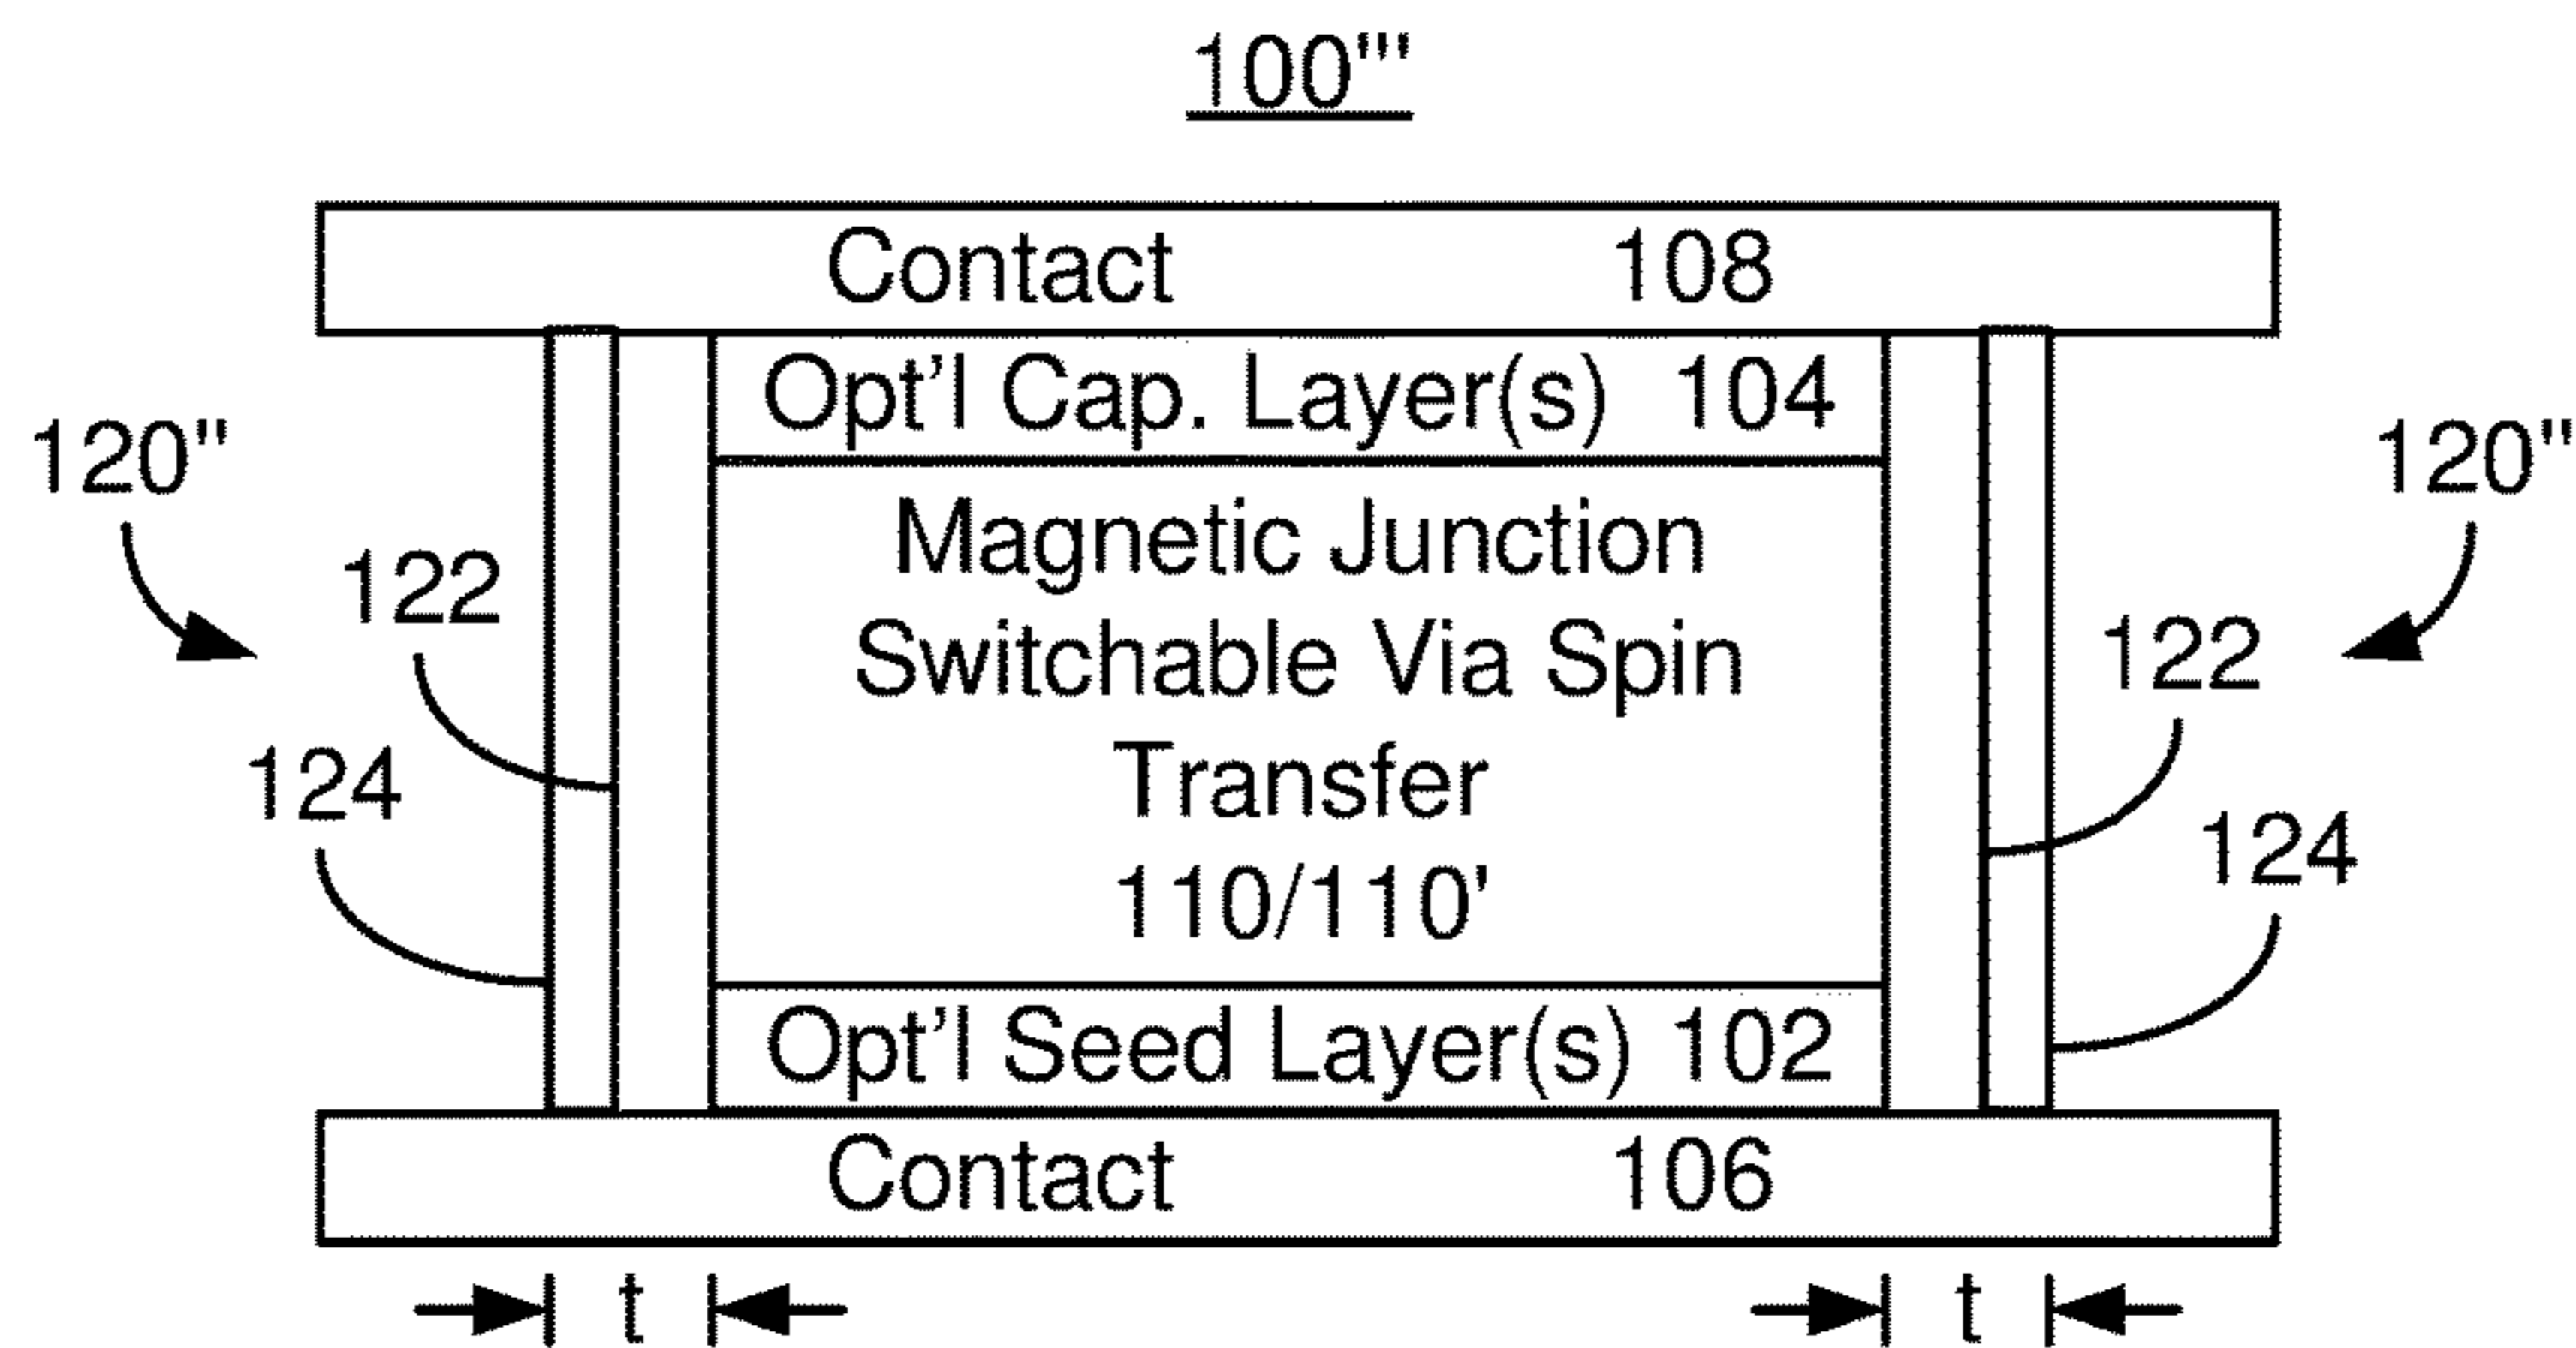 100'''
Contact 108
Opt'l Cap. Layer(s) 104
120"
120"
Magnetic Junction
122
Switchable Via Spin
122
124
Transfer
124
110/110'
Opt'l Seed Layer(s) 102
Contact 106
t
t